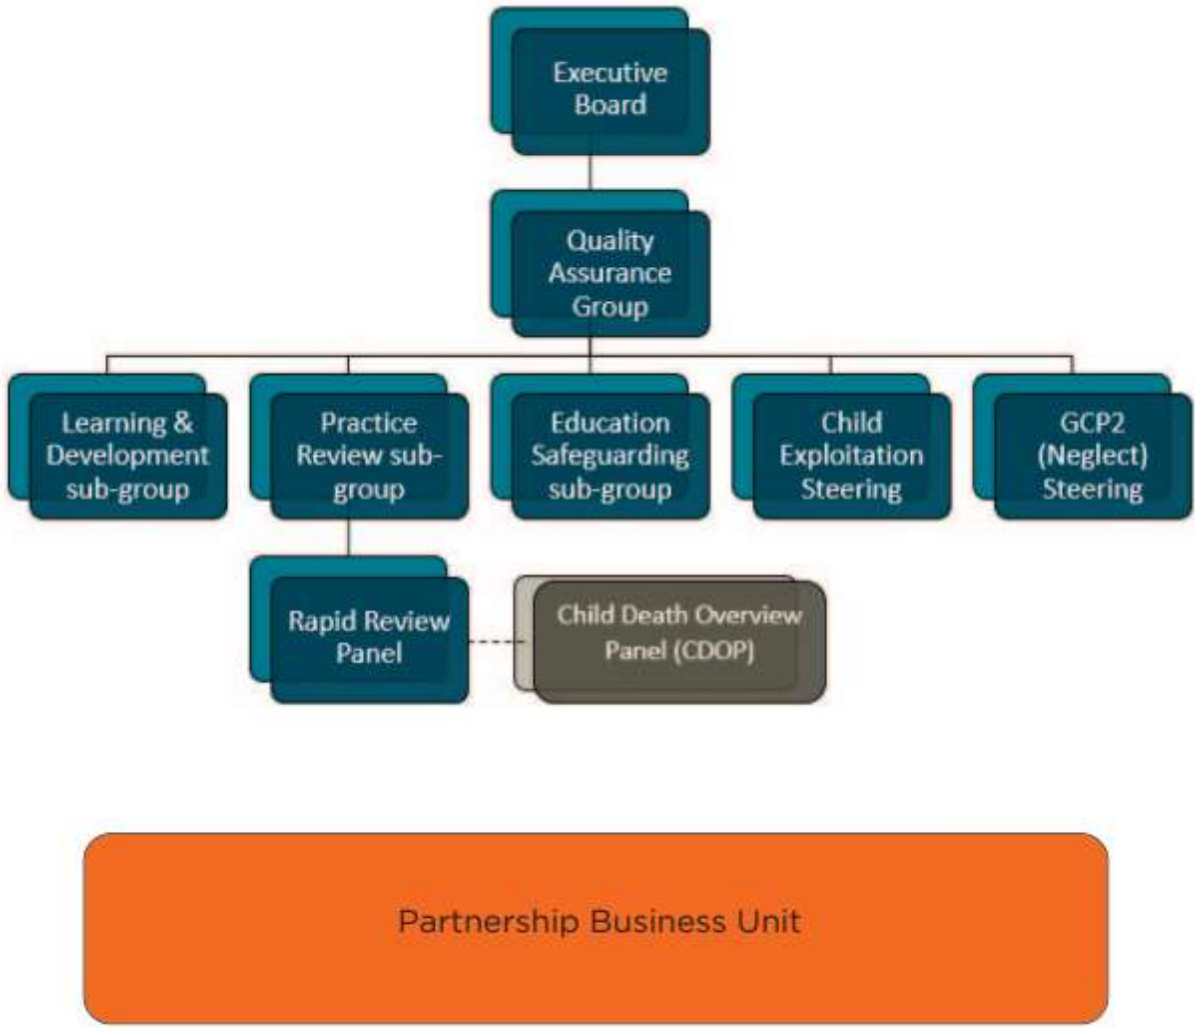 Executive
Board
Quality
Assurance
Group
Learning &
Development
sub-group
Practice
Review sub-
group
Education
Safeguarding
sub-group
Child
Exploitation
Steering
GCP2
(Neglect)
Steering
Rapid Review
Panel
Child Death Overview
Panel (CDOP)
Partnership Business Unit